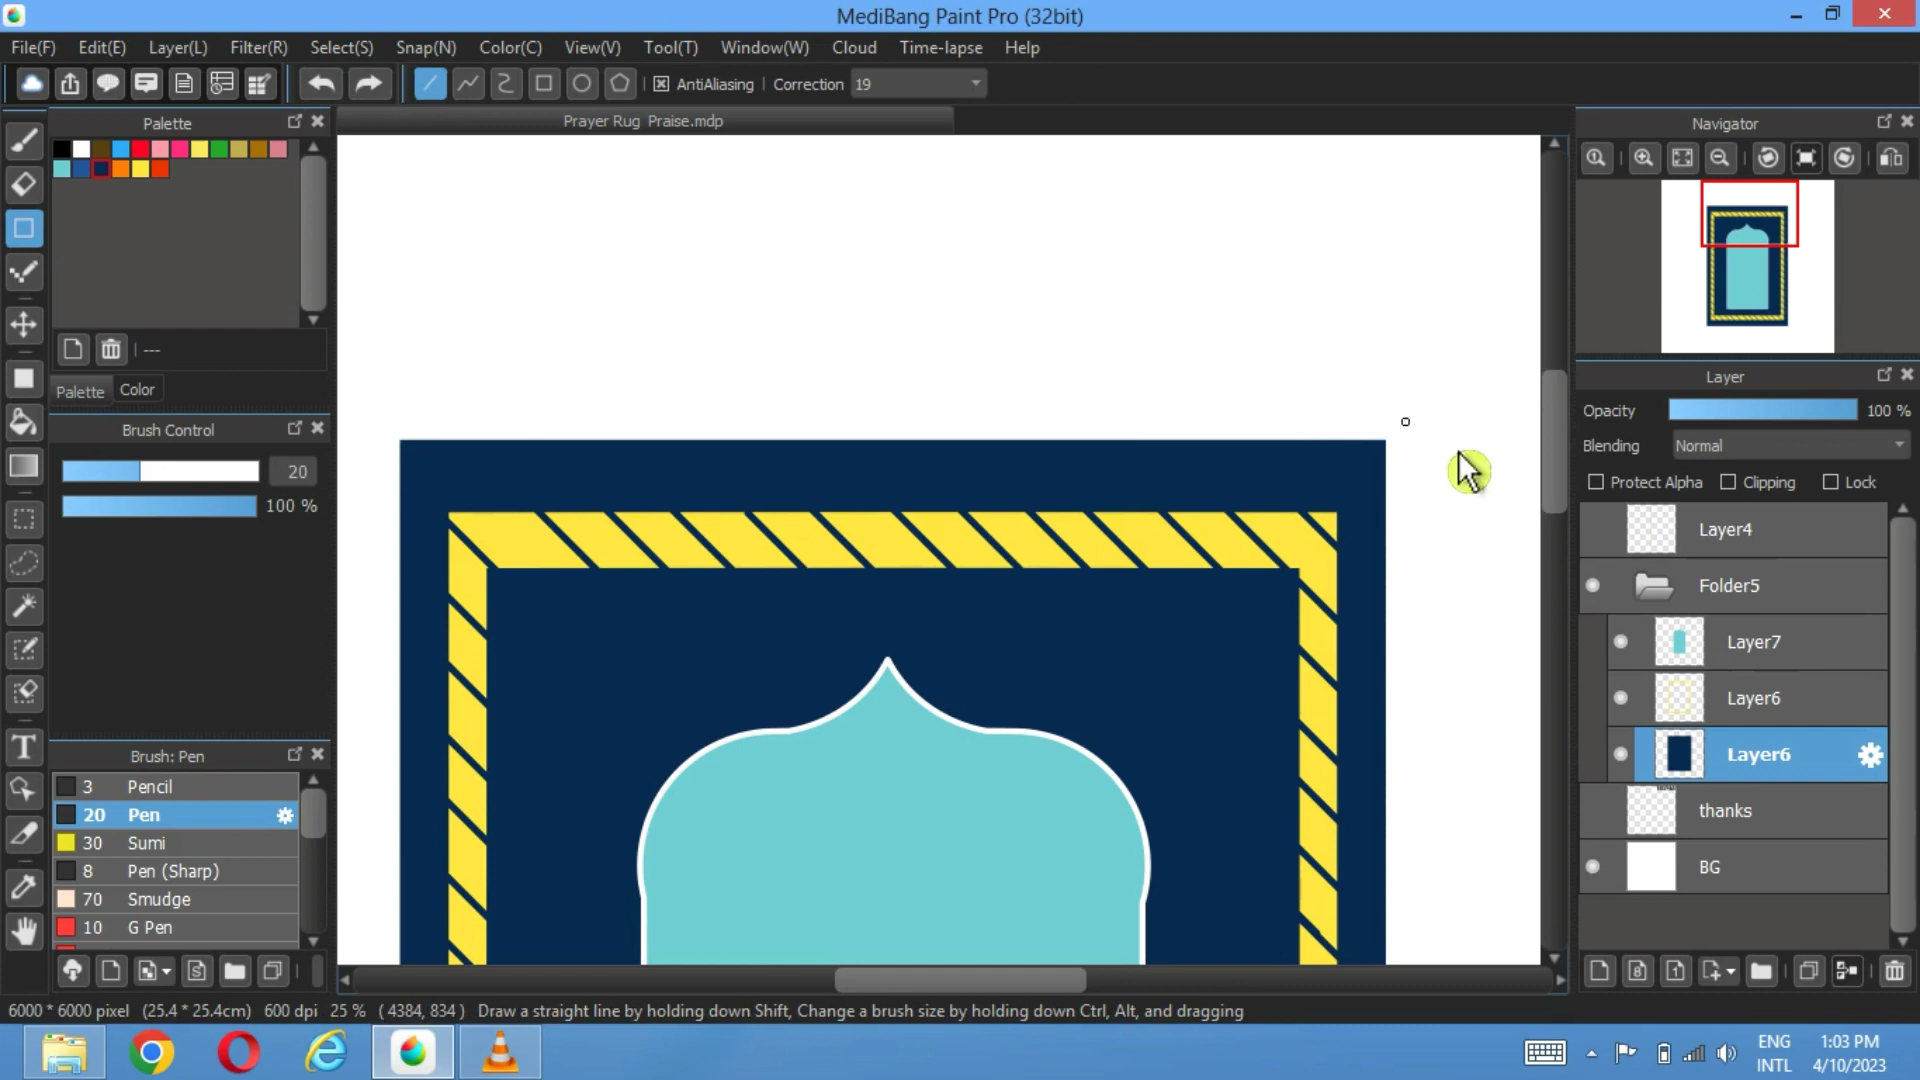 MediBang Paint Pro (32bit)
File(F) Edit(E) Layer(L) Filter(R) Select(S) Snap(N) Color(C) View(V) Tool(T) Window(W) Cloud Time-lapse Help
AntiAliasing Correction 19
Palette
Prayer Rug Praise.mdp
Navigator
---
Palette Color
Brush Control
20
100 %
Layer
Opacity 100 %
Blending Normal
Protect Alpha Clipping Lock
Layer4
Folder5
Layer7
Layer6
Layer6
thanks
BG
Brush: Pen
3 Pencil
20 Pen
30 Sumi
8 Pen (Sharp)
70 Smudge
10 G Pen
6000 * 6000 pixel (25.4 * 25.4cm) 600 dpi 25 % ( 4384, 834 ) Draw a straight line by holding down Shift, Change a brush size by holding down Ctrl, Alt, and dragging
ENG 1:03 PM
INTL 4/10/2023